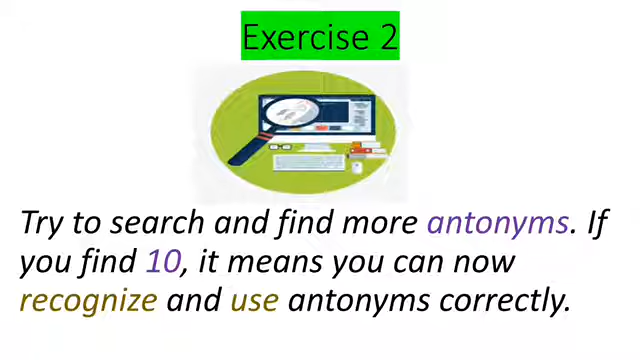 Exercise 2
Try to search and find more antonyms. If
you find 10, it means you can now
recognize and use antonyms correctly.